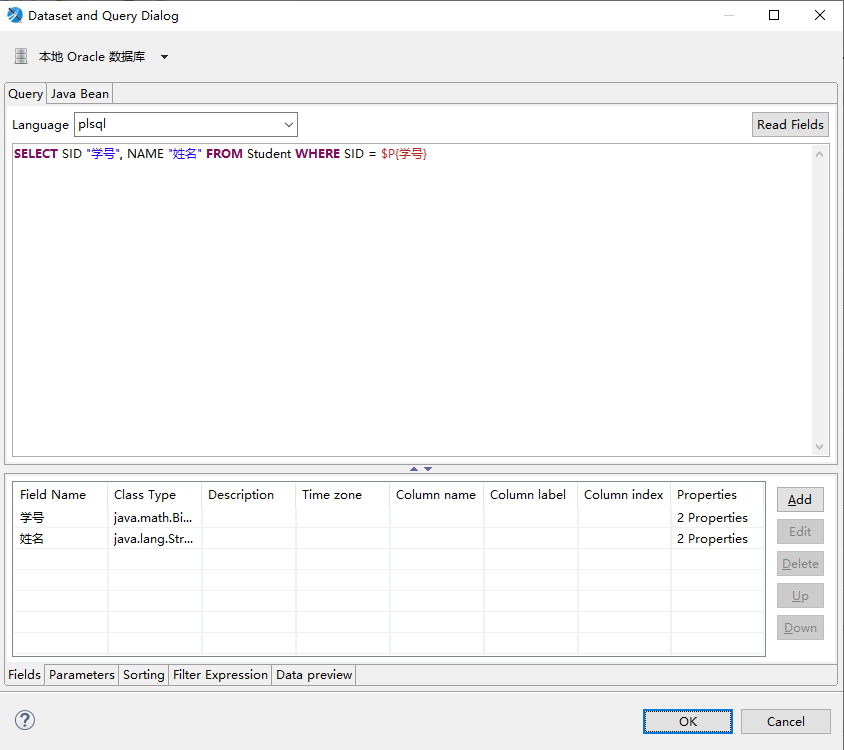 Dataset and Query Dialog
本地 Oracle 数据库
Query Java Bean
Language plsql Read Fields
SELECT SID "学号", NAME "姓名" FROM Student WHERE SID = $P{学号}
Field Name Class Type Description Time zone Column name Column label Column index Properties
学号 java.math.Bi... 2 Properties
姓名 java.lang.Str... 2 Properties
Add
Edit
Delete
Up
Down
Fields Parameters Sorting Filter Expression Data preview
? OK Cancel